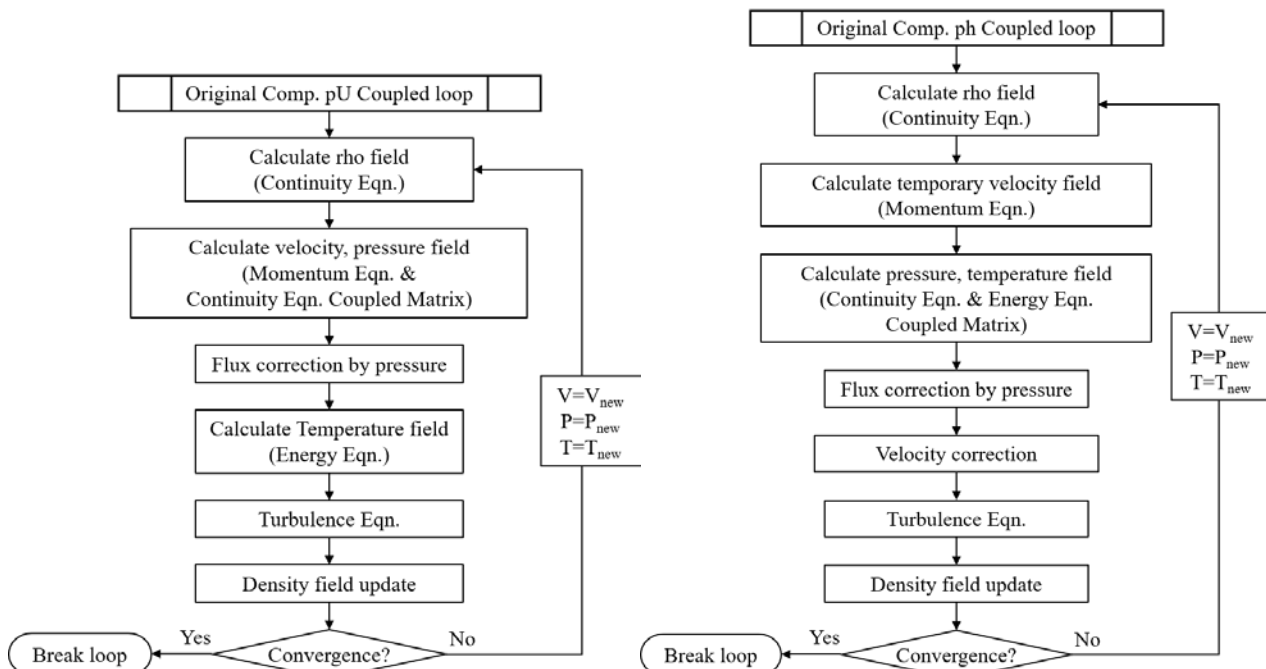 Original Comp. pU Coupled loop
Calculate rho field
(Continuity Eqn.)
Calculate velocity, pressure field
(Momentum Eqn. &
Continuity Eqn. Coupled Matrix)
Flux correction by pressure
Calculate Temperature field
(Energy Eqn.)
Turbulence Eqn.
Density field update
Convergence?
Yes
No
Break loop
V=Vnew
P=Pnew
T=Tnew
Original Comp. ph Coupled loop
Calculate rho field
(Continuity Eqn.)
Calculate temporary velocity field
(Momentum Eqn.)
Calculate pressure, temperature field
(Continuity Eqn. & Energy Eqn.
Coupled Matrix)
Flux correction by pressure
Velocity correction
Turbulence Eqn.
Density field update
Convergence?
Yes
No
Break loop
V=Vnew
P=Pnew
T=Tnew